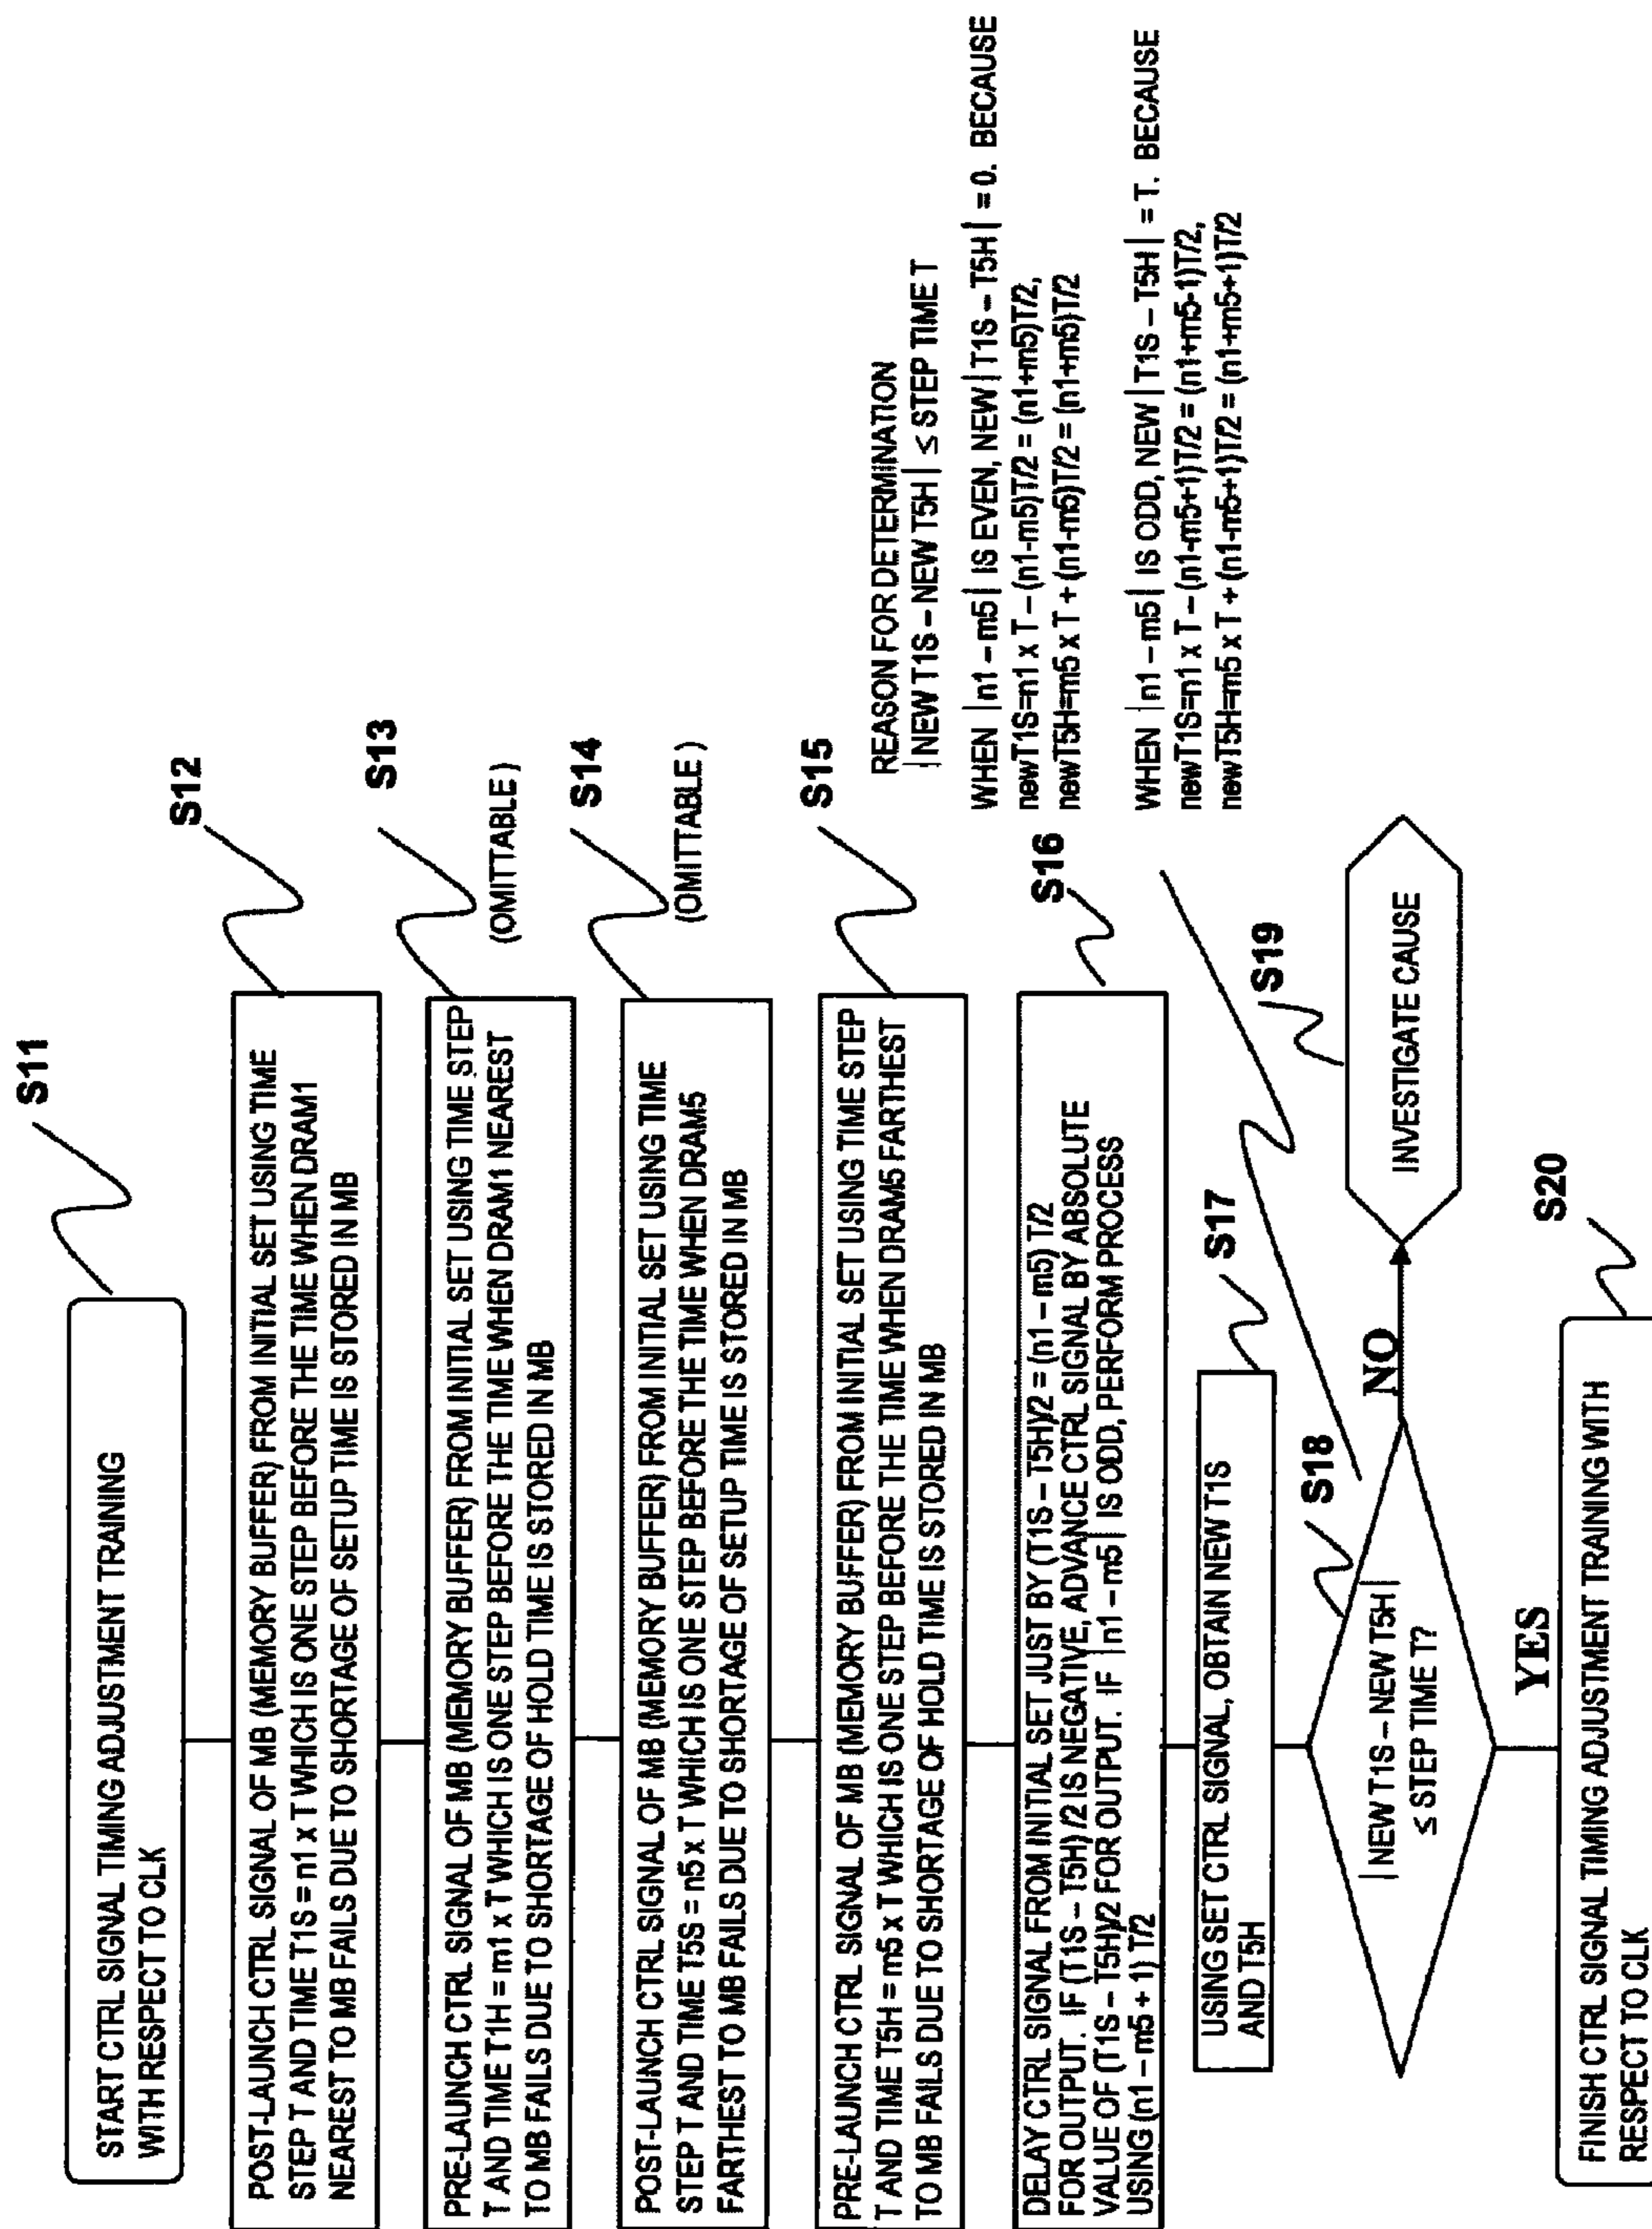 S11
START CTRL SIGNAL TIMING ADJUSTMENT TRAINING
WITH RESPECT TO CLK
S12
POST-LAUNCH CTRL SIGNAL OF MB (MEMORY BUFFER) FROM INITIAL SET USING TIME
STEP T AND TIME T1S = n1 x T WHICH IS ONE STEP BEFORE THE TIME WHEN DRAM1
NEAREST TO MB FAILS DUE TO SHORTAGE OF SETUP TIME IS STORED IN MB
S13
(OMITTABLE)
PRE-LAUNCH CTRL SIGNAL OF MB (MEMORY BUFFER) FROM INITIAL SET USING TIME STEP
T AND TIME T1H = m1 x T WHICH IS ONE STEP BEFORE THE TIME WHEN DRAM1 NEAREST
TO MB FAILS DUE TO SHORTAGE OF HOLD TIME IS STORED IN MB
S14
(OMITTABLE)
POST-LAUNCH CTRL SIGNAL OF MB (MEMORY BUFFER) FROM INITIAL SET USING TIME
STEP T AND TIME T5S = n5 x T WHICH IS ONE STEP BEFORE THE TIME WHEN DRAM5
FARTHEST TO MB FAILS DUE TO SHORTAGE OF SETUP TIME IS STORED IN MB
S15
PRE-LAUNCH CTRL SIGNAL OF MB (MEMORY BUFFER) FROM INITIAL SET USING TIME STEP
T AND TIME T5H = m5 x T WHICH IS ONE STEP BEFORE THE TIME WHEN DRAM5 FARTHEST
TO MB FAILS DUE TO SHORTAGE OF HOLD TIME IS STORED IN MB
S16
DELAY CTRL SIGNAL FROM INITIAL SET JUST BY (T1S – T5H)/2 = (n1 – m5) T/2
FOR OUTPUT. IF (T1S – T5H) /2 IS NEGATIVE, ADVANCE CTRL SIGNAL BY ABSOLUTE
VALUE OF (T1S – T5H)/2 FOR OUTPUT. IF |n1 – m5| IS ODD, PERFORM PROCESS
USING (n1 – m5 + 1) T/2
REASON FOR DETERMINATION
|NEW T1S – NEW T5H| ≤ STEP TIME T
WHEN |n1 – m5| IS EVEN, NEW |T1S – T5H| = 0. BECAUSE
newT1S=n1 x T – (n1-m5)T/2 = (n1+m5)T/2,
newT5H=m5 x T + (n1-m5)T/2 = (n1+m5)T/2
WHEN |n1 – m5| IS ODD, NEW |T1S – T5H| = T. BECAUSE
newT1S=n1 x T – (n1-m5+1)T/2 = (n1+m5-1)T/2,
newT5H=m5 x T + (n1-m5+1)T/2 = (n1+m5+1)T/2
S17
USING SET CTRL SIGNAL, OBTAIN NEW T1S
AND T5H
S18
|NEW T1S – NEW T5H|
≤ STEP TIME T?
NO
S19
INVESTIGATE CAUSE
YES
S20
FINISH CTRL SIGNAL TIMING ADJUSTMENT TRAINING WITH
RESPECT TO CLK